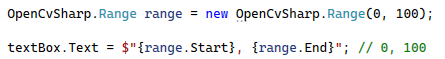 OpenCvSharp.Range range = new OpenCvSharp.Range(0, 100);
textBox.Text = $"{range.Start}, {range.End}"; // 0, 100